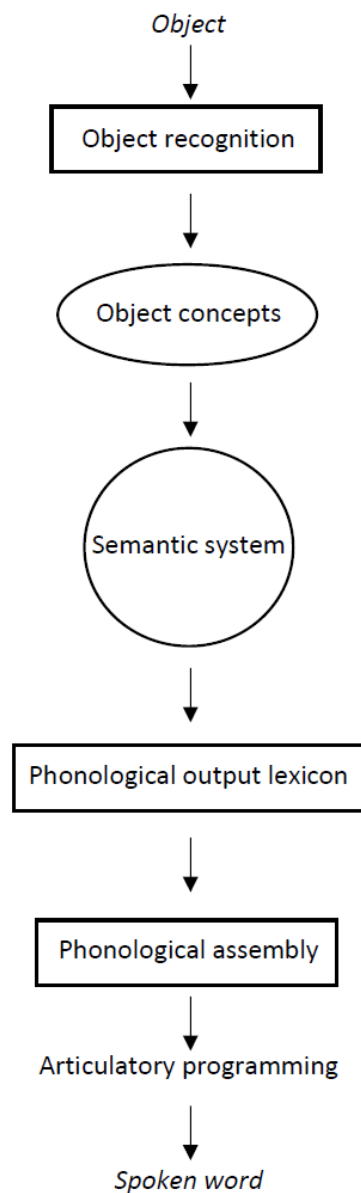 Object
Object recognition
Object concepts
Semantic system
Phonological output lexicon
Phonological assembly
Articulatory programming
Spoken word